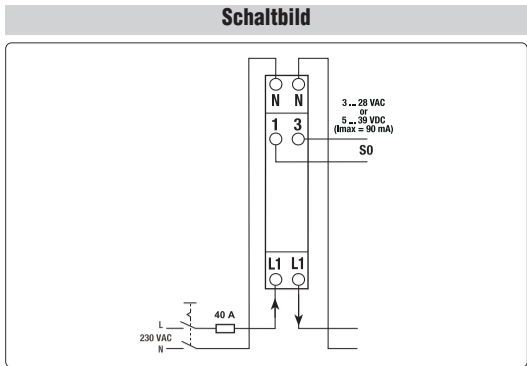 Schaltbild
N N
1 3
3 ... 28 VAC
or
5 ... 39 VDC
(Imax = 90 mA)
S0
L1 L1
40 A
L
230 VAC
N